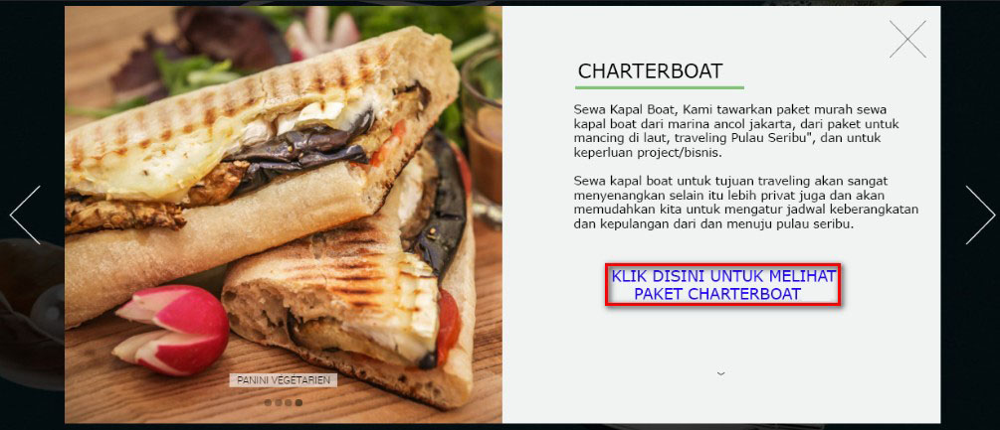 CHARTERBOAT
Sewa Kapal Boat, Kami tawarkan paket murah sewa
kapal boat dari marina ancol jakarta, dari paket untuk
mancing di laut, traveling Pulau Seribu", dan untuk
keperluan project/bisnis.
Sewa kapal boat untuk tujuan traveling akan sangat
menyenangkan selain itu lebih privat juga dan akan
memudahkan kita untuk mengatur jadwal keberangkatan
dan kepulangan dari dan menuju pulau seribu.
KLIK DISINI UNTUK MELIHAT
PAKET CHARTERBOAT
PANINI VÉGÉTARIEN